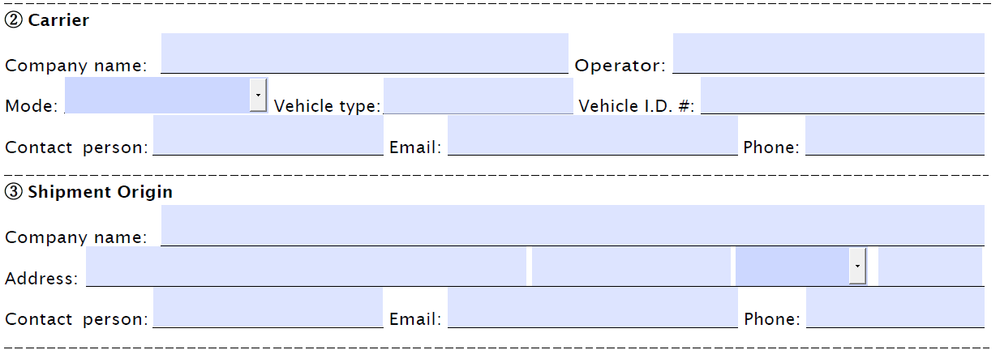 ② Carrier
Company name: Operator:
Mode: Vehicle type: Vehicle I.D. #:
Contact person: Email: Phone:
③ Shipment Origin
Company name:
Address:
Contact person: Email: Phone: